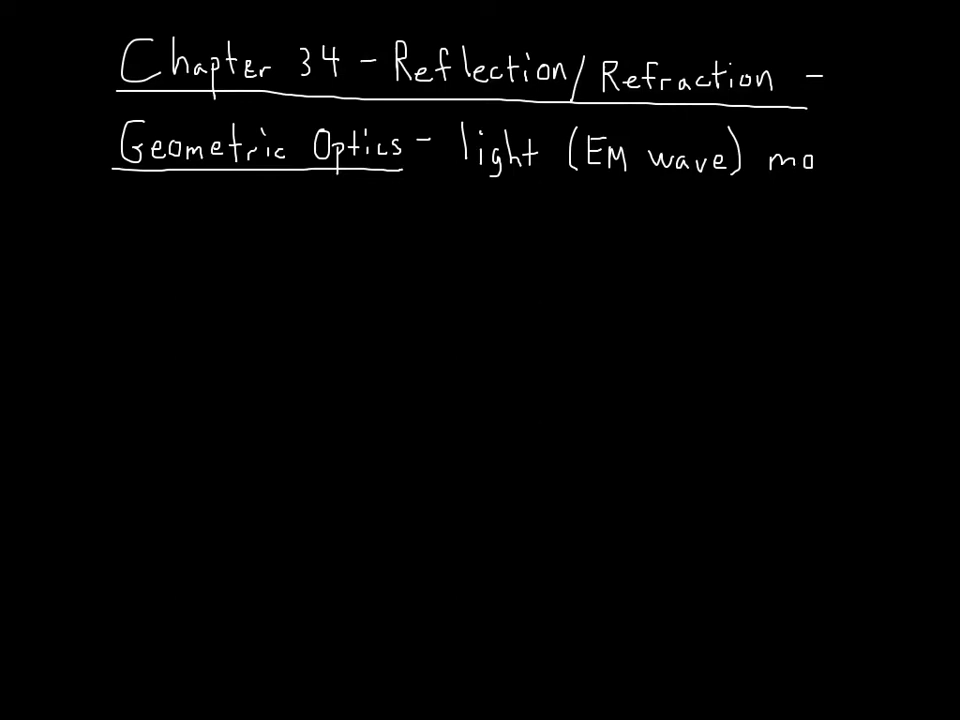 Chapter 34 - Reflection/Refraction -
Geometric Optics - light (EM wave) mo